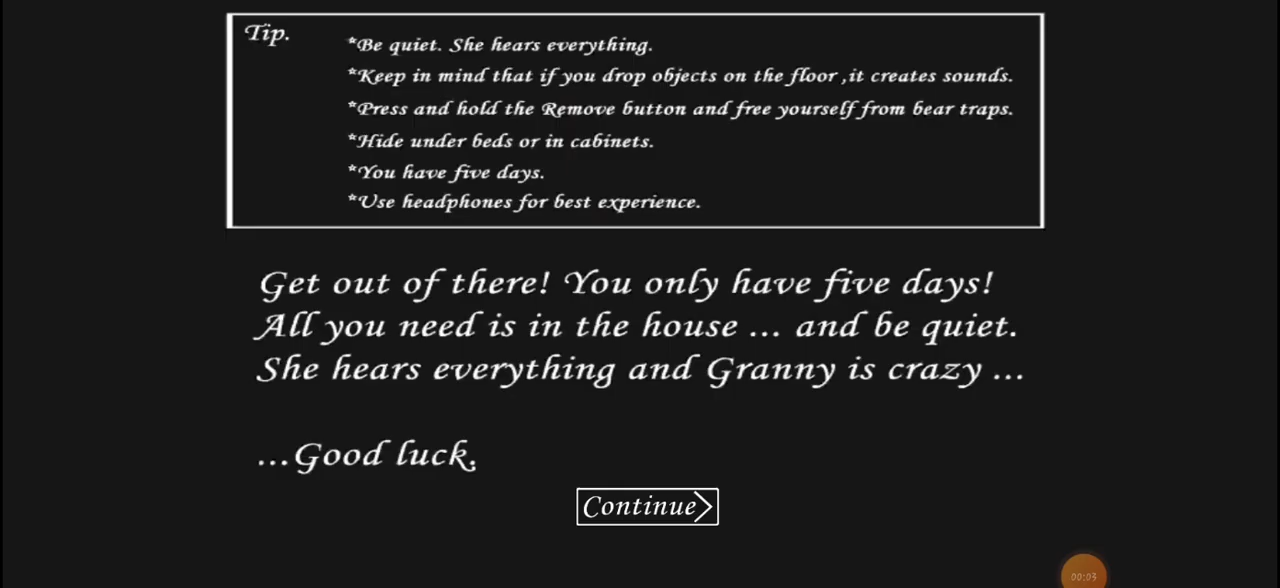 Tip.
*Be quiet. She hears everything.
*Keep in mind that if you drop objects on the floor ,it creates sounds.
*Press and hold the Remove button and free yourself from bear traps.
*Hide under beds or in cabinets.
*You have five days.
*Use headphones for best experience.
Get out of there! You only have five days!
All you need is in the house ... and be quiet.
She hears everything and Granny is crazy ...
...Good luck.
Continue>
00:03